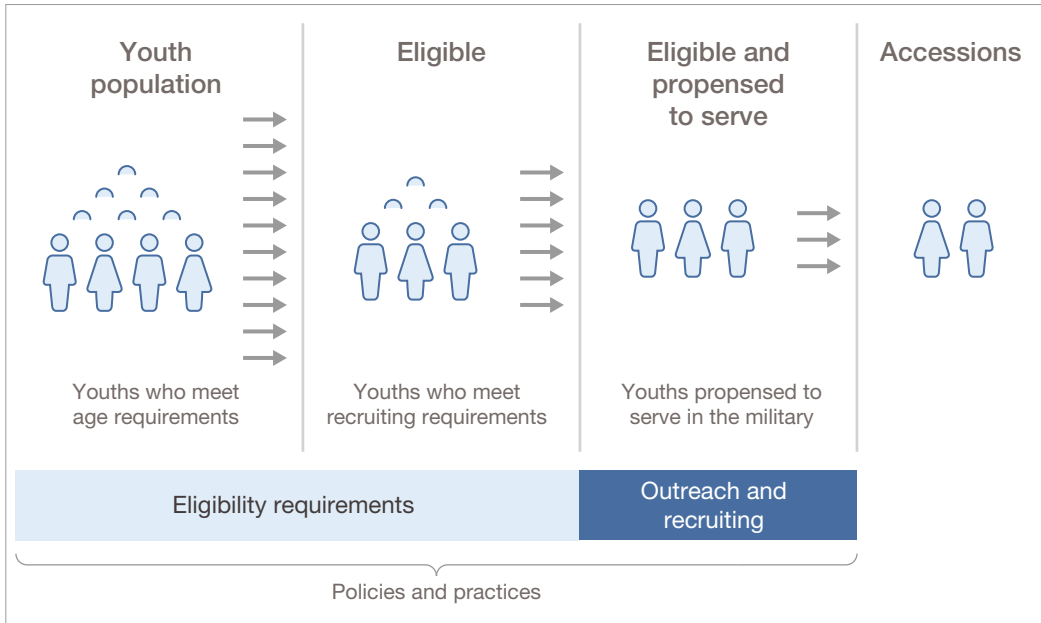 Youth
population
Eligible
Eligible and
propensed
to serve
Accessions
Youths who meet
age requirements
Youths who meet
recruiting requirements
Youths propensed to
serve in the military
Eligibility requirements
Outreach and
recruiting
Policies and practices